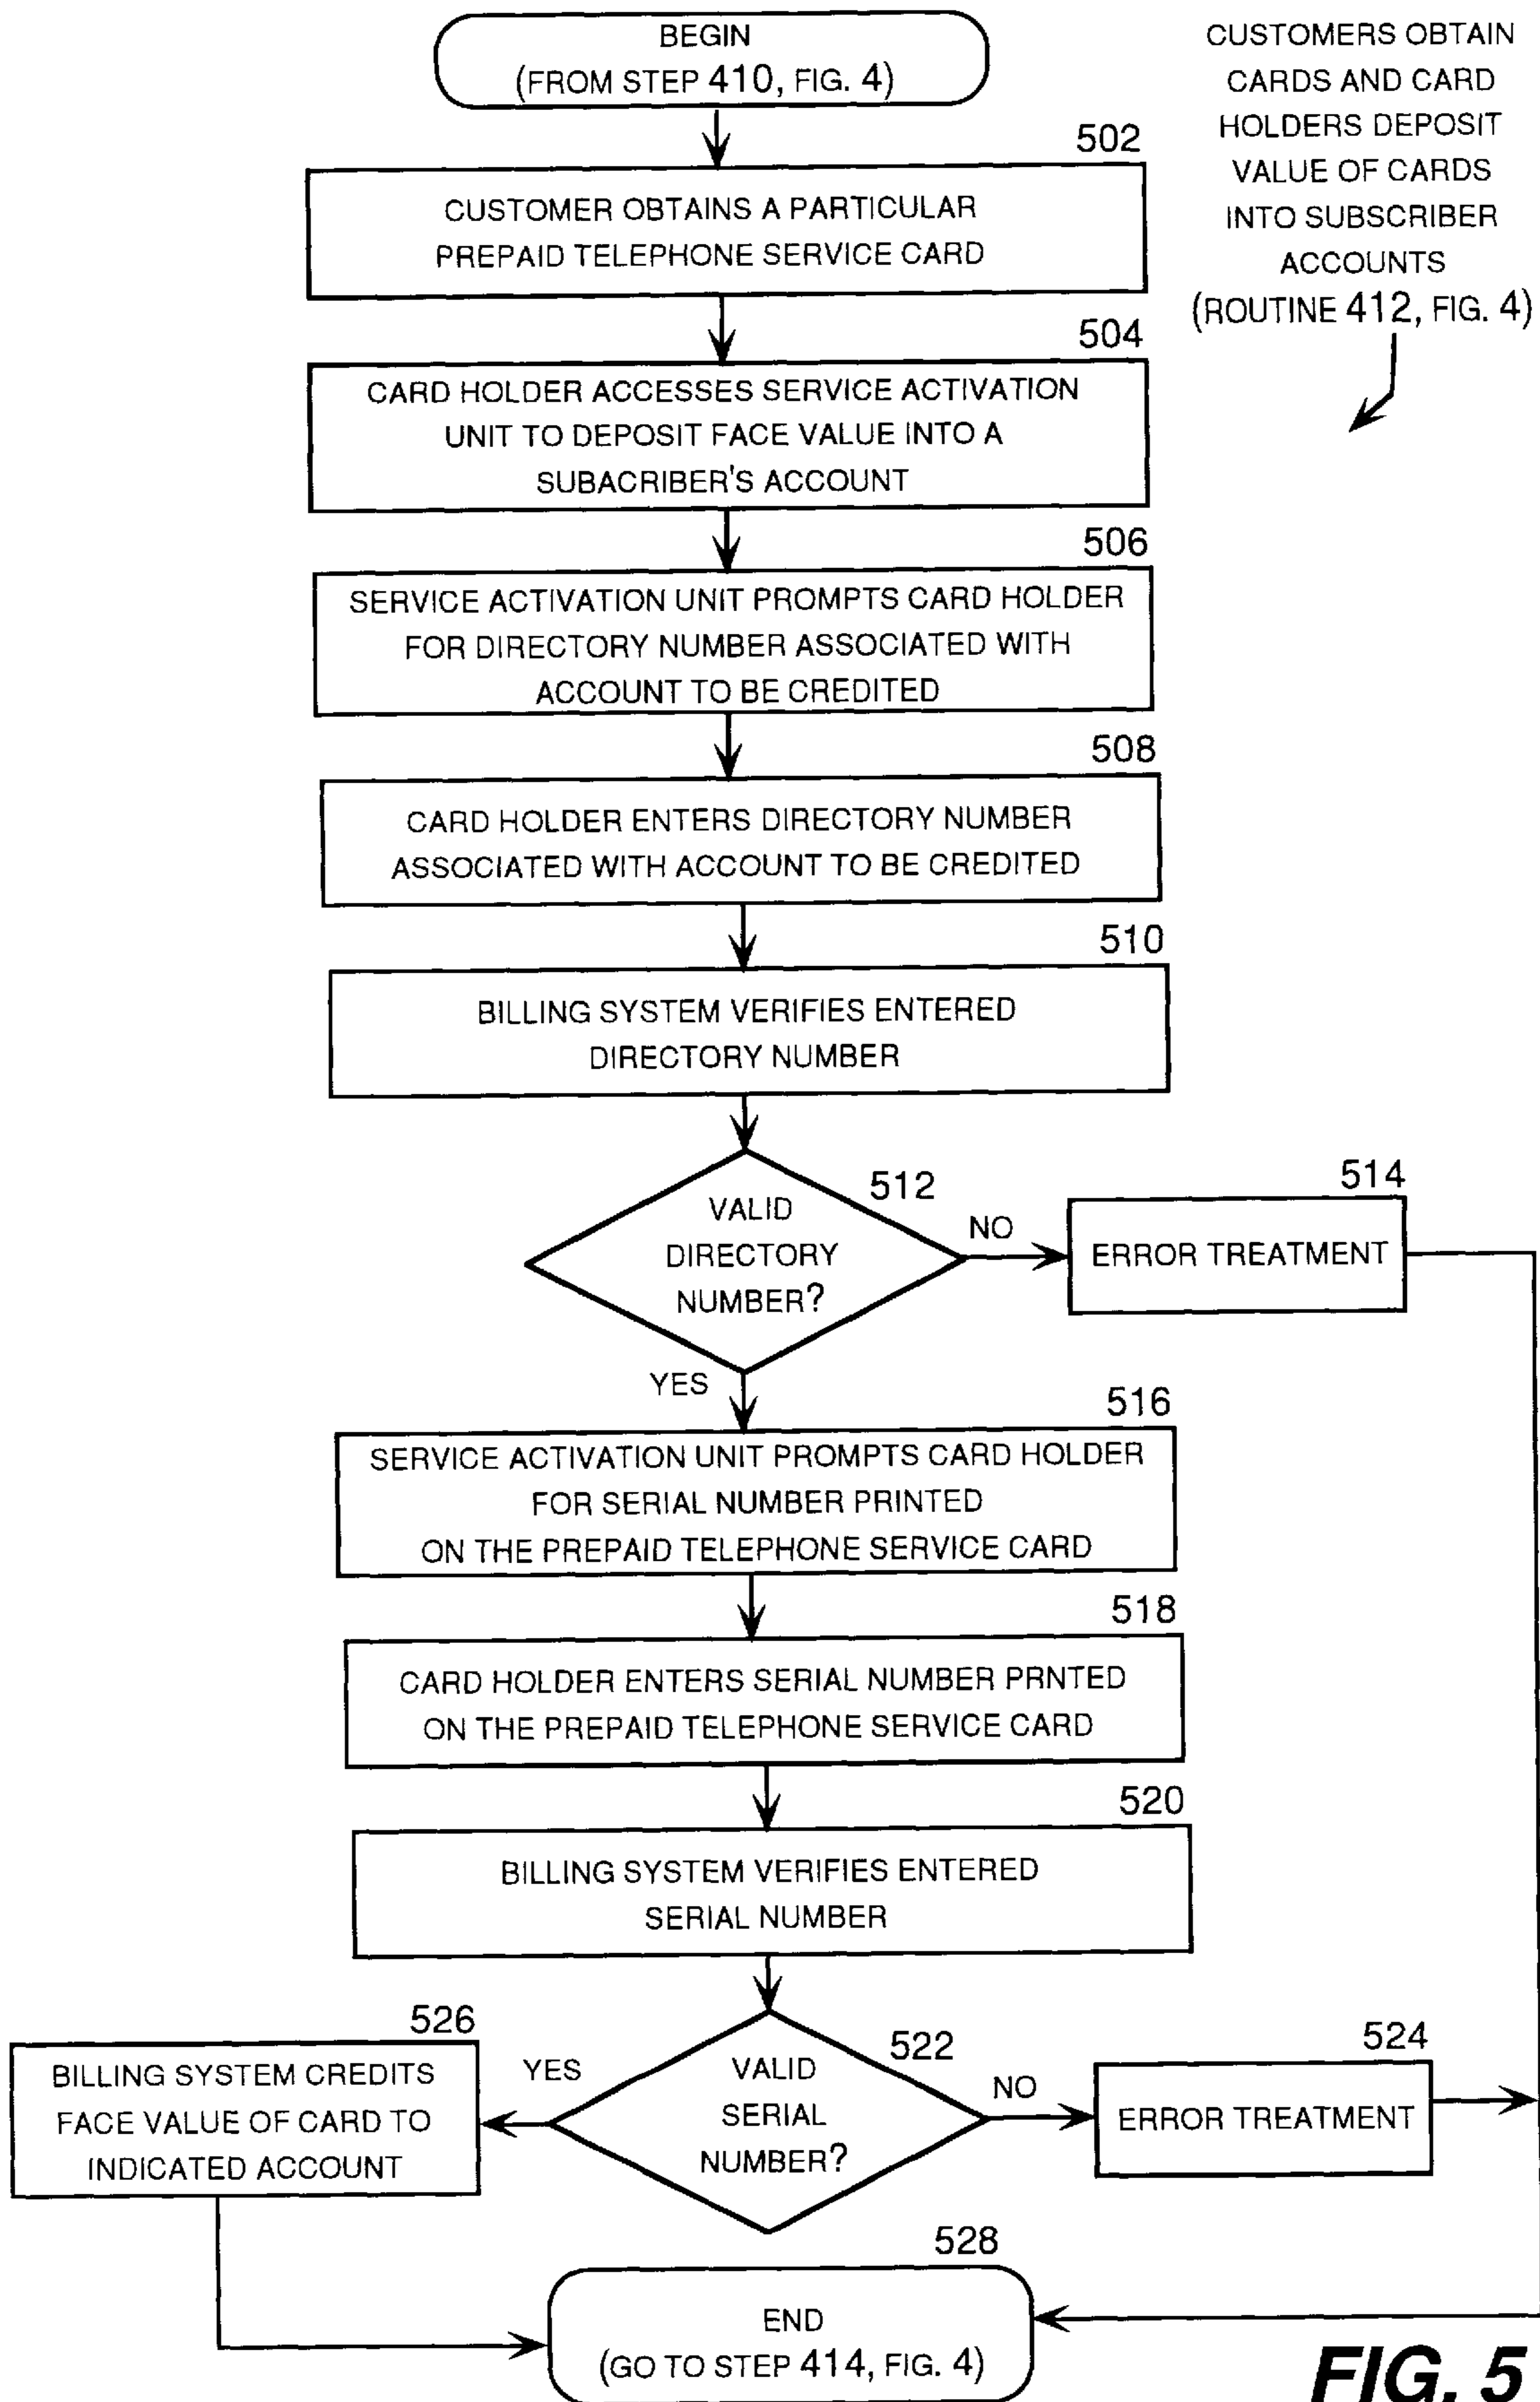 BEGIN
(FROM STEP 410, FIG. 4)
CUSTOMERS OBTAIN
CARDS AND CARD
HOLDERS DEPOSIT
VALUE OF CARDS
INTO SUBSCRIBER
ACCOUNTS
(ROUTINE 412, FIG. 4)
502
CUSTOMER OBTAINS A PARTICULAR
PREPAID TELEPHONE SERVICE CARD
504
CARD HOLDER ACCESSES SERVICE ACTIVATION
UNIT TO DEPOSIT FACE VALUE INTO A
SUBACRIBER'S ACCOUNT
506
SERVICE ACTIVATION UNIT PROMPTS CARD HOLDER
FOR DIRECTORY NUMBER ASSOCIATED WITH
ACCOUNT TO BE CREDITED
508
CARD HOLDER ENTERS DIRECTORY NUMBER
ASSOCIATED WITH ACCOUNT TO BE CREDITED
510
BILLING SYSTEM VERIFIES ENTERED
DIRECTORY NUMBER
512
VALID
DIRECTORY
NUMBER?
NO
514
ERROR TREATMENT
YES
516
SERVICE ACTIVATION UNIT PROMPTS CARD HOLDER
FOR SERIAL NUMBER PRINTED
ON THE PREPAID TELEPHONE SERVICE CARD
518
CARD HOLDER ENTERS SERIAL NUMBER PRNTED
ON THE PREPAID TELEPHONE SERVICE CARD
520
BILLING SYSTEM VERIFIES ENTERED
SERIAL NUMBER
522
VALID
SERIAL
NUMBER?
NO
524
ERROR TREATMENT
YES
526
BILLING SYSTEM CREDITS
FACE VALUE OF CARD TO
INDICATED ACCOUNT
528
END
(GO TO STEP 414, FIG. 4)
FIG. 5